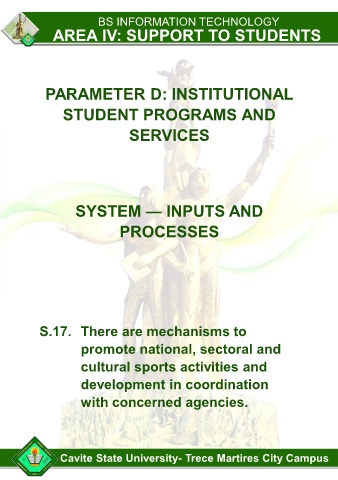 BS INFORMATION TECHNOLOGY
AREA IV: SUPPORT TO STUDENTS
PARAMETER D: INSTITUTIONAL
STUDENT PROGRAMS AND
SERVICES
SYSTEM — INPUTS AND
PROCESSES
S.17. There are mechanisms to
promote national, sectoral and
cultural sports activities and
development in coordination
with concerned agencies.
Cavite State University- Trece Martires City Campus